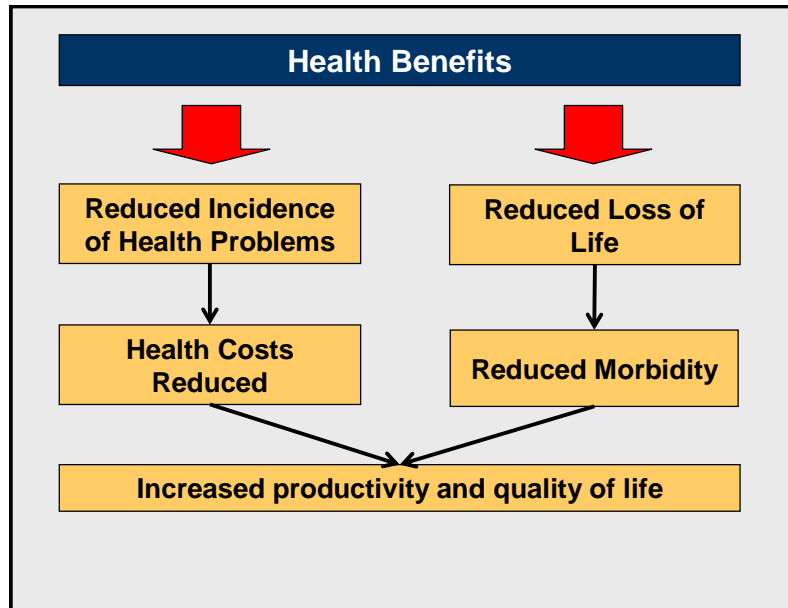 Health Benefits
Reduced Incidence
of Health Problems
Reduced Loss of
Life
Health Costs
Reduced
Reduced Morbidity
Increased productivity and quality of life